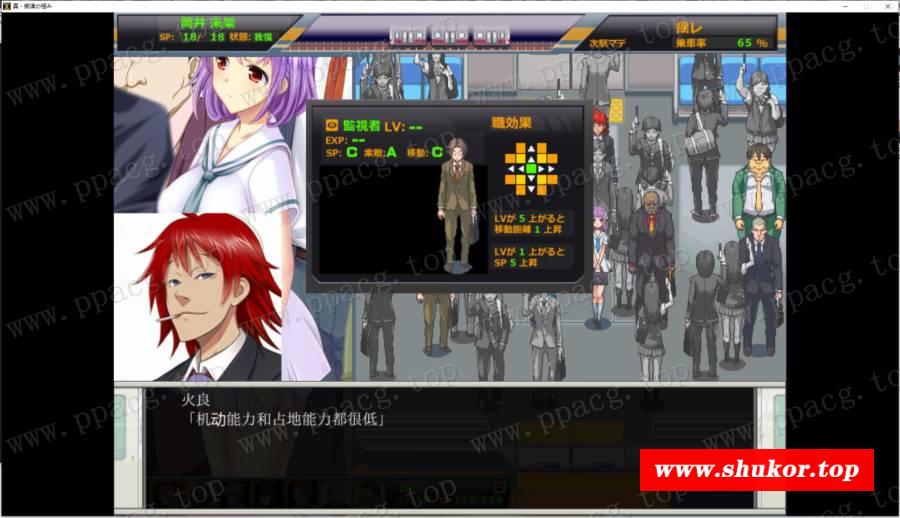 真・痴漢の極み
筒井 未菜
SP: 18/ 18 状態: 我慢
次駅マデ
揺レ
乗車率 65 %
監視者 LV: --
EXP: --
SP: C 索敵:A 移動: C
職効果
LVが 5 上がると
移動距離 1 上昇
LVが 1 上がると
SP 5 上昇
火良
「机动能力和占地能力都很低」
www.shukor.top
www.ppacg.top